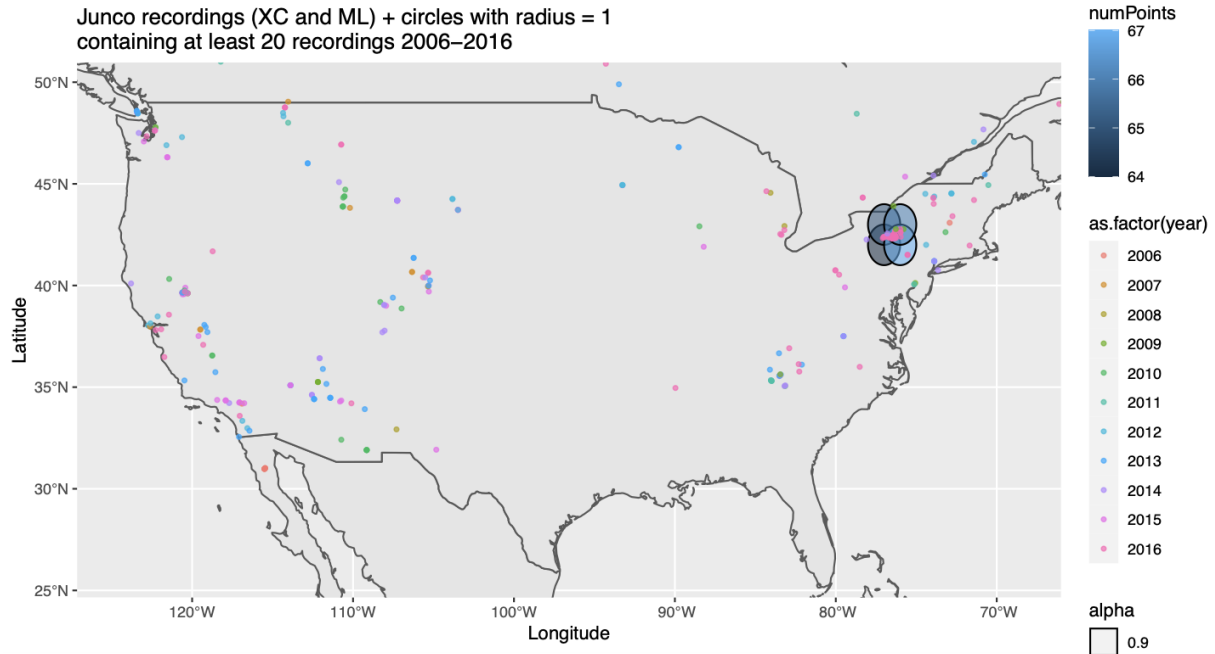 Junco recordings (XC and ML) + circles with radius = 1
containing at least 20 recordings 2006−2016
numPoints
67
66
65
64
as.factor(year)
2006
2007
2008
2009
2010
2011
2012
2013
2014
2015
2016
alpha
0.9
50°N
45°N
40°N
35°N
30°N
25°N
Latitude
120°W
110°W
100°W
90°W
80°W
70°W
Longitude